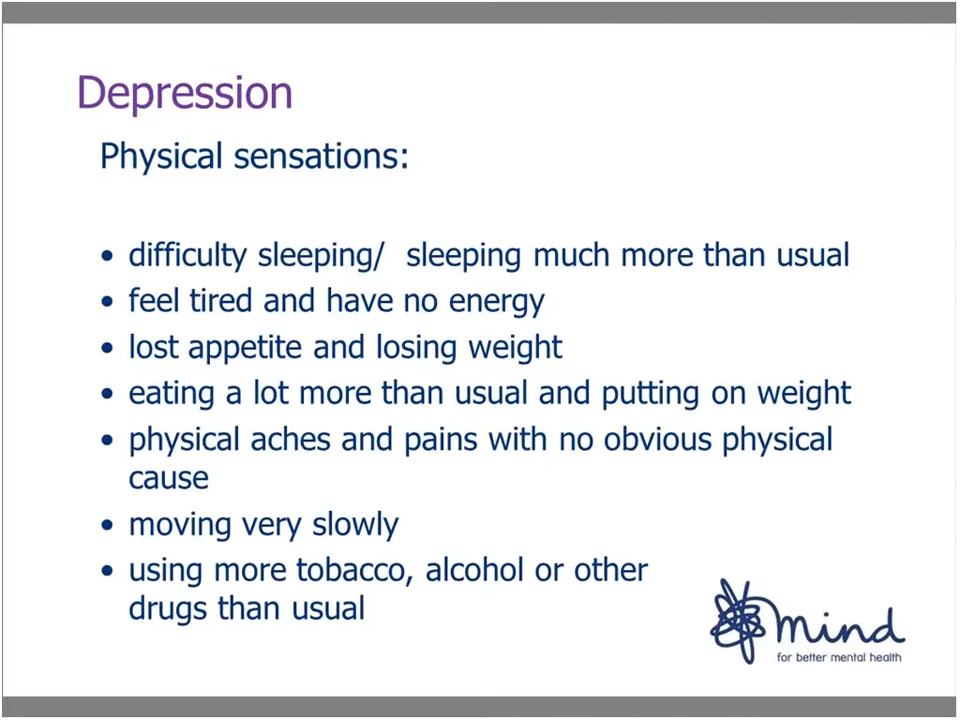 Depression
Physical sensations:
• difficulty sleeping/  sleeping much more than usual
• feel tired and have no energy
• lost appetite and losing weight
• eating a lot more than usual and putting on weight
• physical aches and pains with no obvious physical
cause
• moving very slowly
• using more tobacco, alcohol or other
drugs than usual
mind
for better mental health